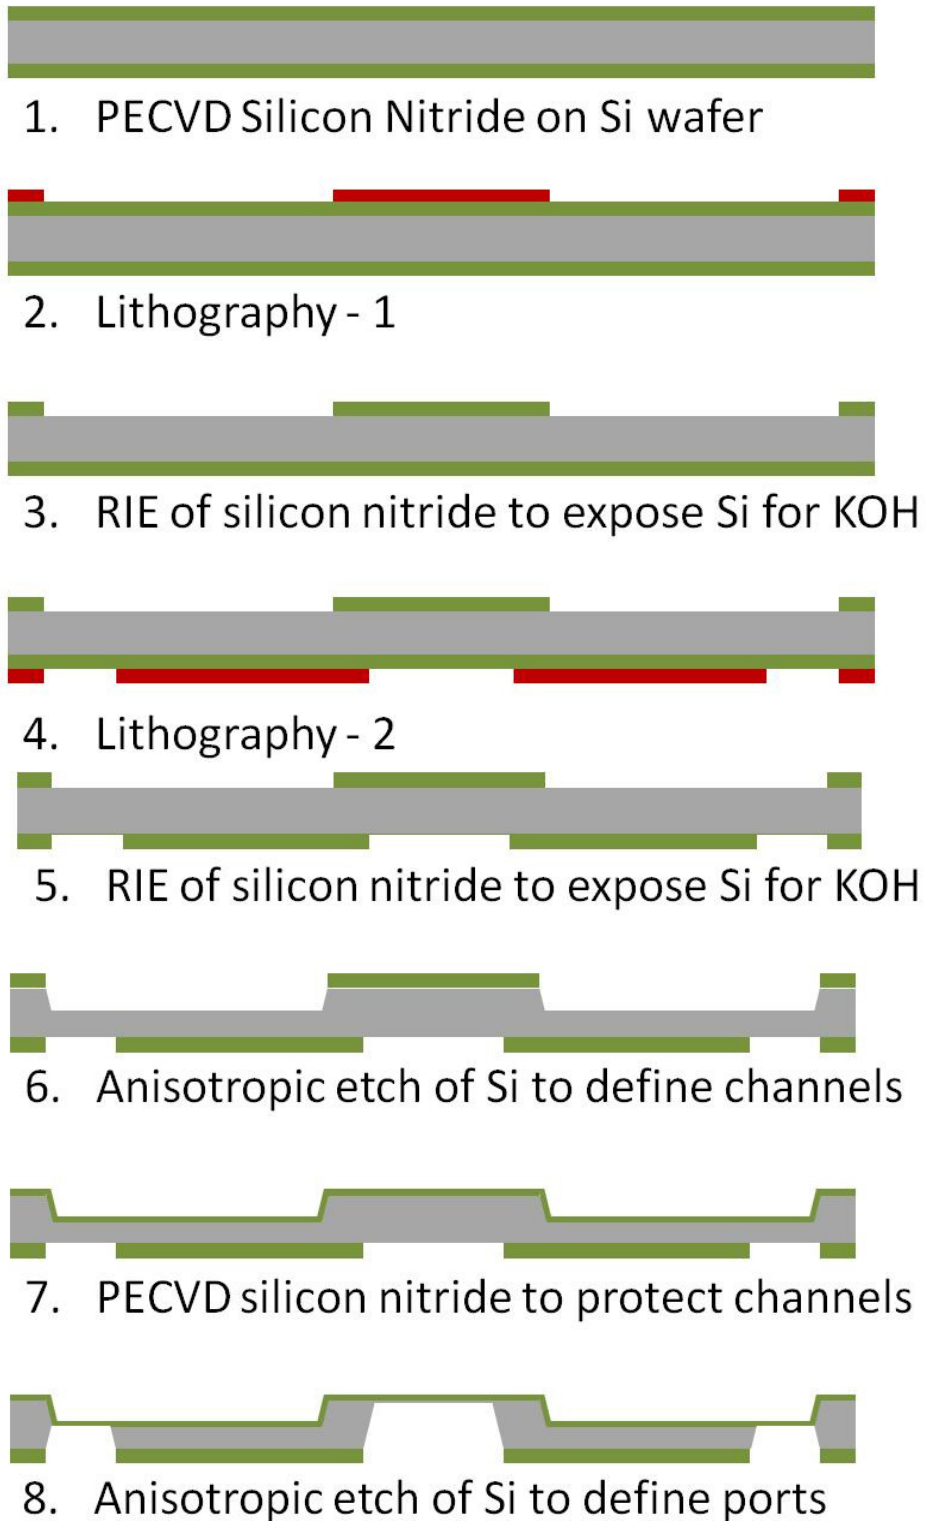 1. PECVD Silicon Nitride on Si wafer
2. Lithography - 1
3. RIE of silicon nitride to expose Si for KOH
4. Lithography - 2
5. RIE of silicon nitride to expose Si for KOH
6. Anisotropic etch of Si to define channels
7. PECVD silicon nitride to protect channels
8. Anisotropic etch of Si to define ports